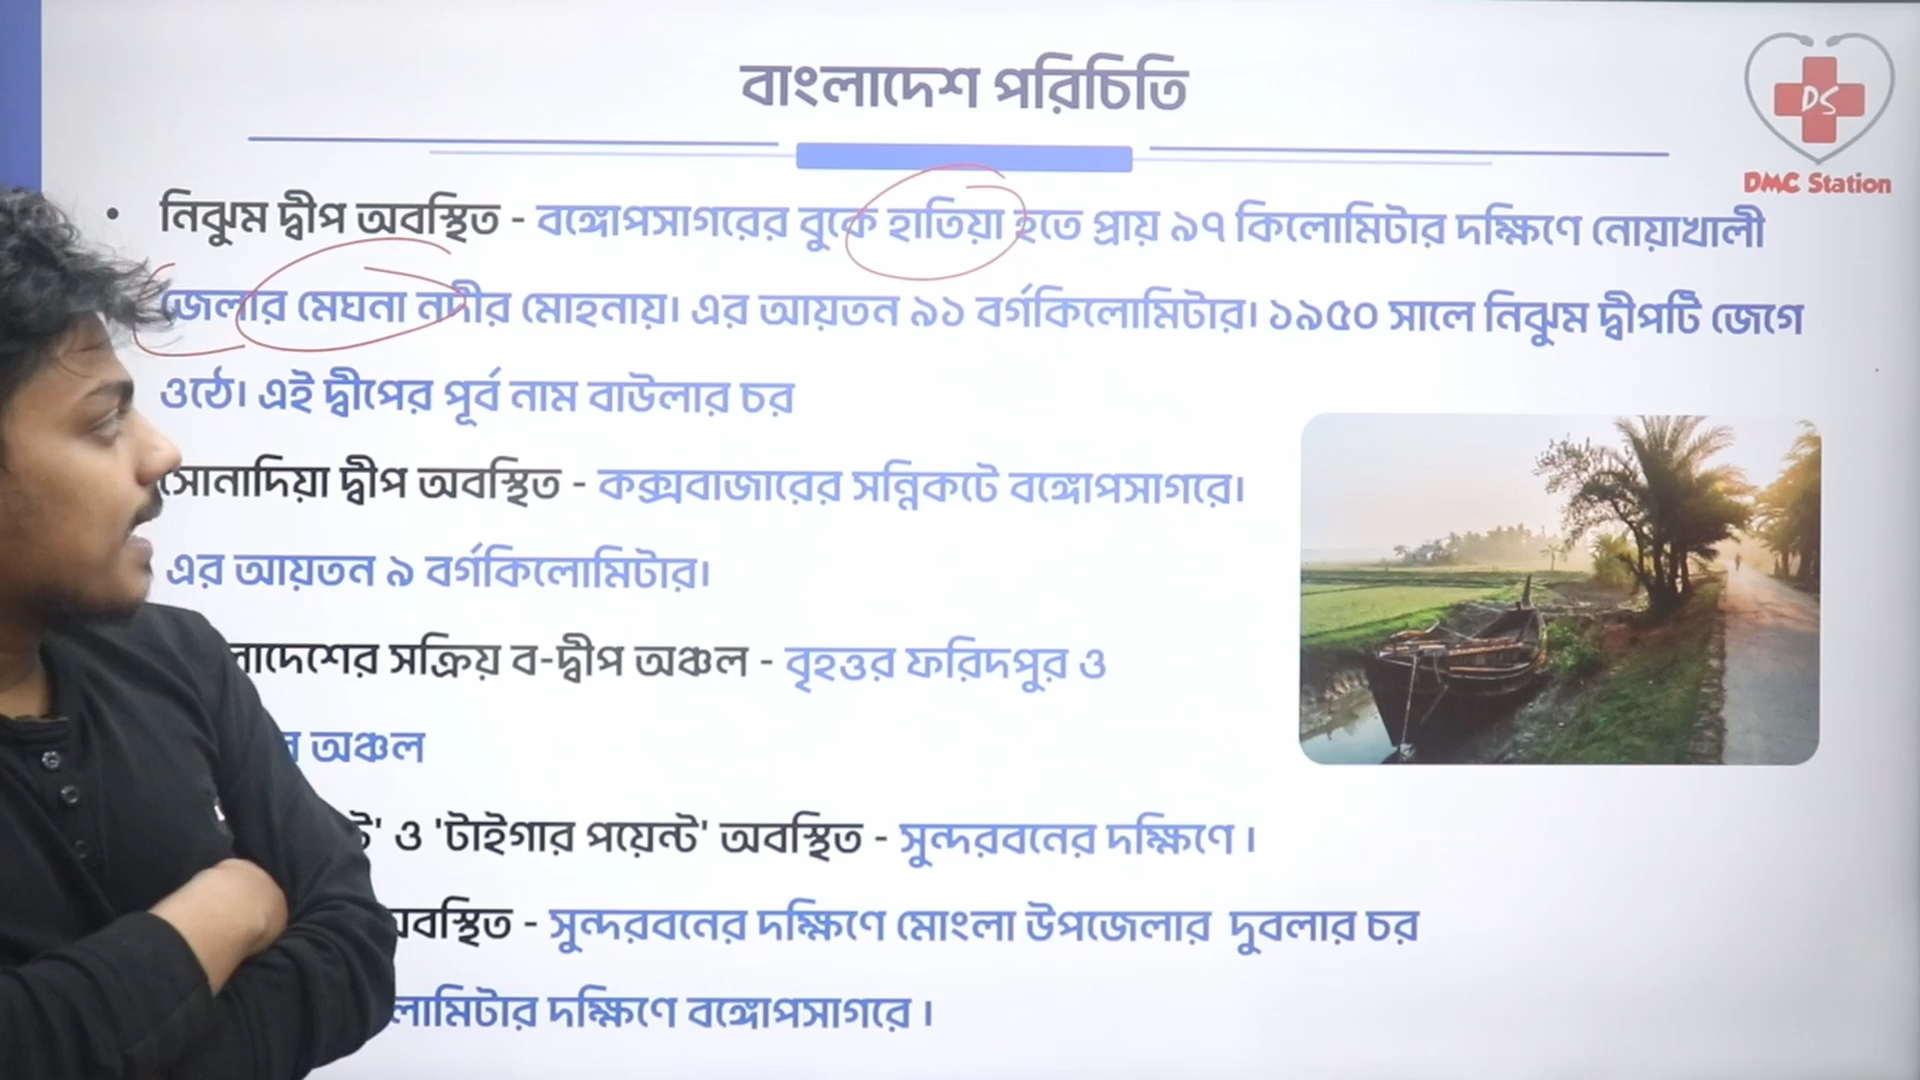 বাংলাদেশ পরিচিতি
DS
DMC Station
• নিঝুম দ্বীপ অবস্থিত - বঙ্গোপসাগরের বুকে হাতিয়া হতে প্রায় ৯৭ কিলোমিটার দক্ষিণে নোয়াখালী
জেলার মেঘনা নদীর মোহনায়। এর আয়তন ৯১ বর্গকিলোমিটার। ১৯৫০ সালে নিঝুম দ্বীপটি জেগে
ওঠে। এই দ্বীপের পূর্ব নাম বাউলার চর
সোনাদিয়া দ্বীপ অবস্থিত - কক্সবাজারের সন্নিকটে বঙ্গোপসাগরে।
এর আয়তন ৯ বর্গকিলোমিটার।
লাদেশের সক্রিয় ব-দ্বীপ অঞ্চল - বৃহত্তর ফরিদপুর ও
অঞ্চল
ট' ও 'টাইগার পয়েন্ট' অবস্থিত - সুন্দরবনের দক্ষিণে।
অবস্থিত - সুন্দরবনের দক্ষিণে মোংলা উপজেলার দুবলার চর
লোমিটার দক্ষিণে বঙ্গোপসাগরে।